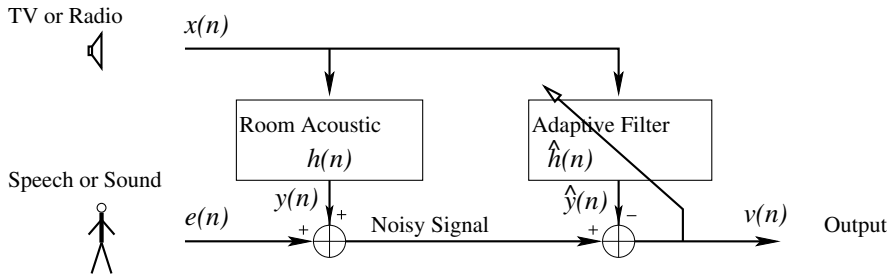 TV or Radio
x(n)
Room Acoustic
h(n)
Adaptive Filter
ĥ(n)
Speech or Sound
y(n)
+
ŷ(n)
−
e(n)
+
Noisy Signal
+
v(n)
Output